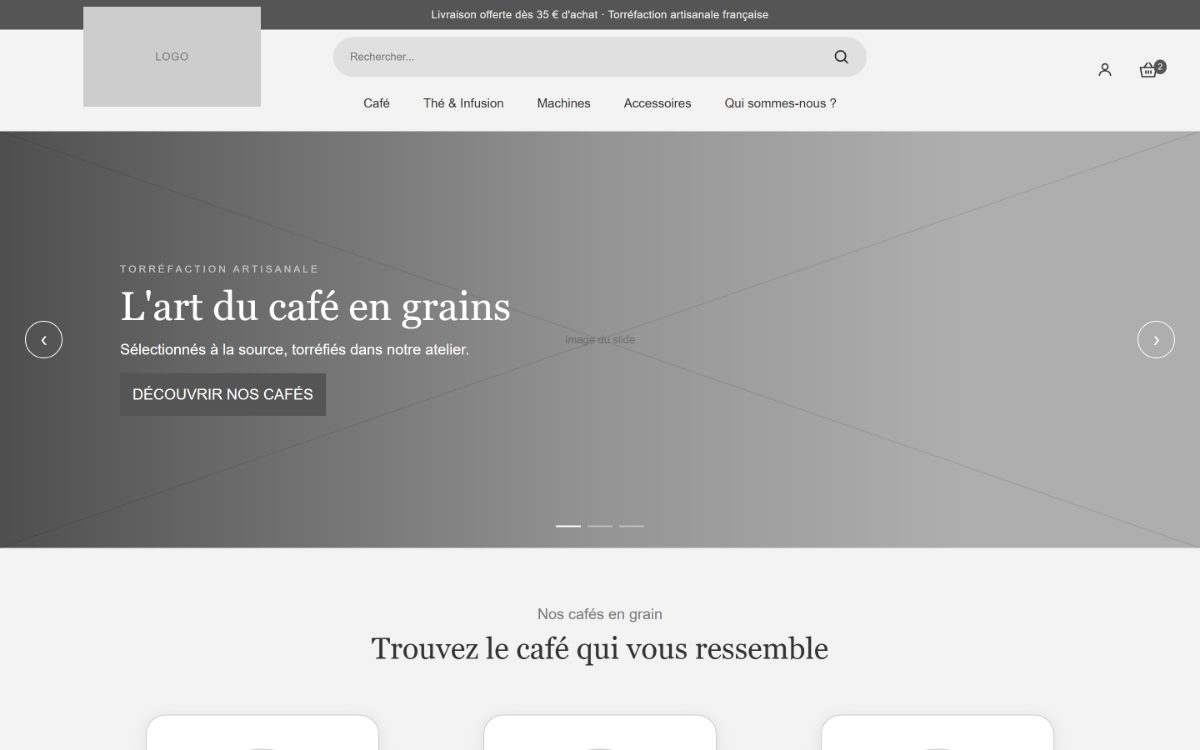 Livraison offerte dès 35 € d'achat · Torréfaction artisanale française
LOGO
Rechercher...
2
Café
Thé & Infusion
Machines
Accessoires
Qui sommes-nous ?
TORRÉFACTION ARTISANALE
L'art du café en grains
Sélectionnés à la source, torréfiés dans notre atelier.
DÉCOUVRIR NOS CAFÉS
Image du slide
Nos cafés en grain
Trouvez le café qui vous ressemble